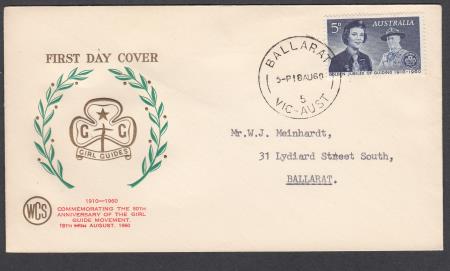 FIRST DAY COVER
G G
GIRL GUIDES
1910—1960
COMMEMORATING THE 50TH
ANNIVERSARY OF THE GIRL
GUIDE MOVEMENT.
18TH AUGUST, 1960
WCS
BALLARAT
5-P18AU60
5
VIC-AUST
5D
AUSTRALIA
GOLDEN JUBILEE OF GUIDING 1910-1960
Mr.W.J. Meinhardt,
31 Lydiard Street South,
BALLARAT.